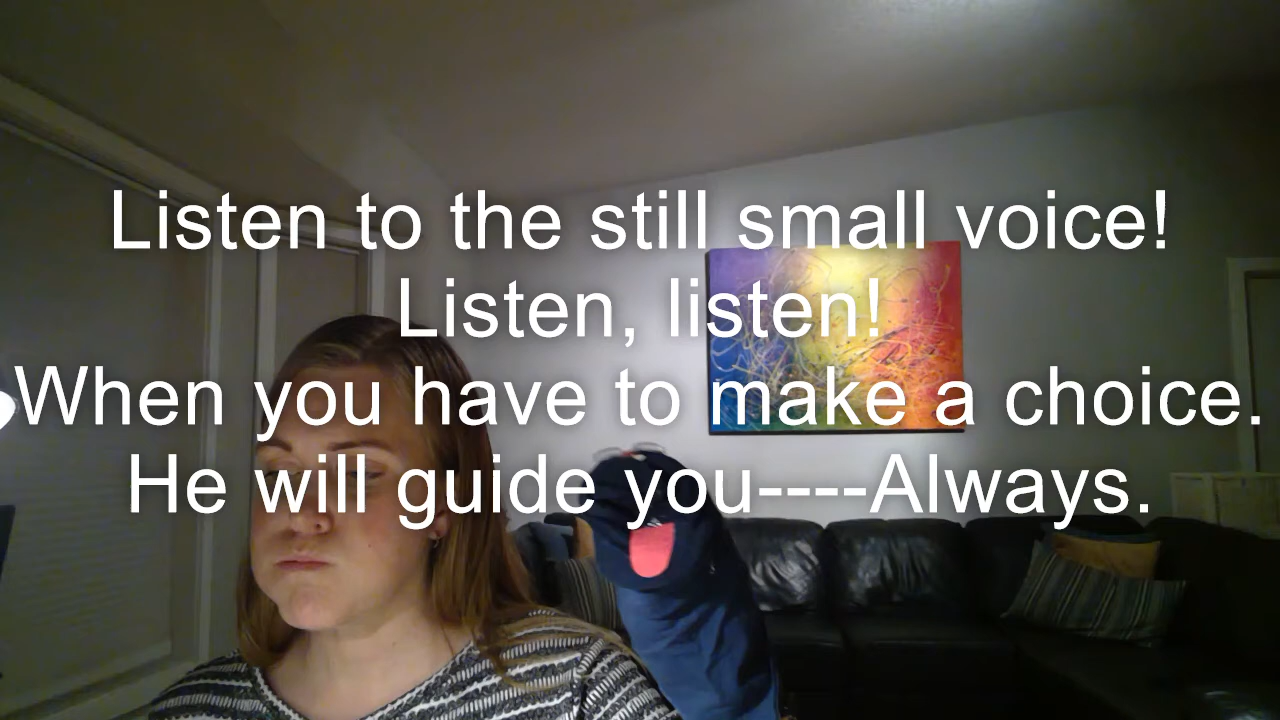 Listen to the still small voice!
Listen, listen!
When you have to make a choice.
He will guide you----Always.